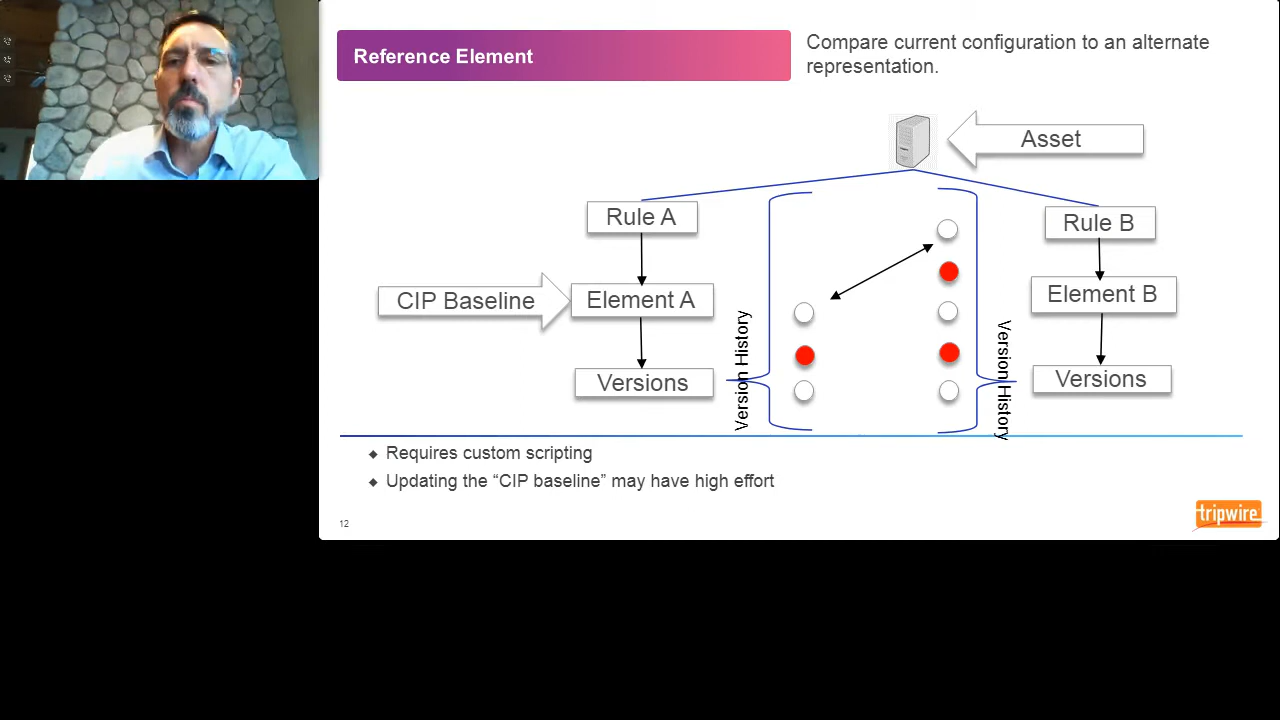 Reference Element
Compare current configuration to an alternate
representation.
Asset
Rule A
Rule B
CIP Baseline
Element A
Element B
Version History
Version History
Versions
Versions
Requires custom scripting
Updating the “CIP baseline” may have high effort
12
tripwire